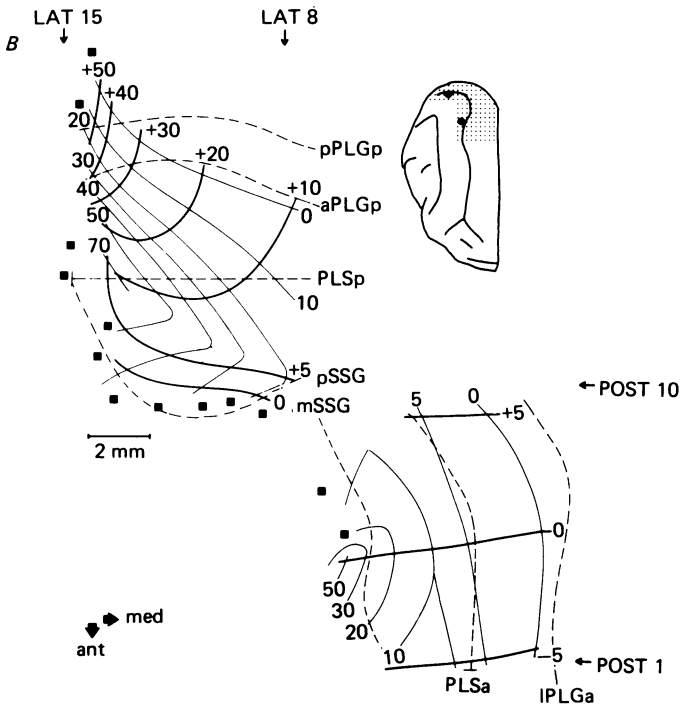 LAT 15
LAT 8
B
+50
+40
20
+30
pPLGp
30
+20
40
+10
aPLGp
0
50
70
PLSp
10
+5 pSSG
0 mSSG
2 mm
POST 10
5
0
+5
0
50
30
20
10
−5
POST 1
PLSa
lPLGa
med
ant